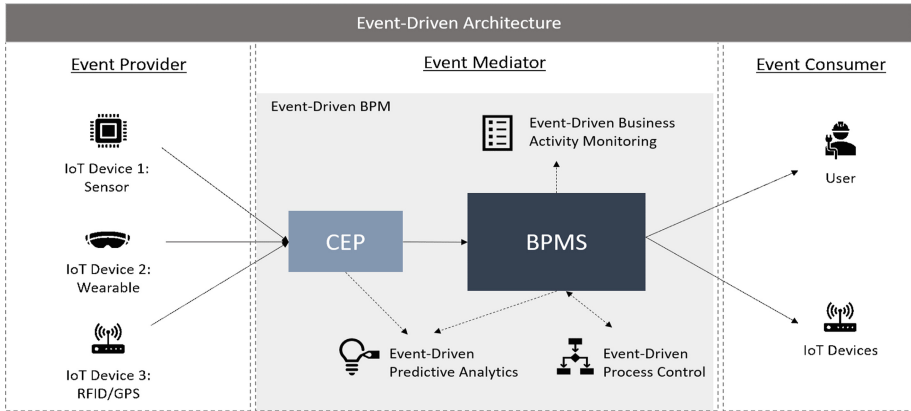 Event-Driven Architecture
Event Provider
Event Mediator
Event Consumer
Event-Driven BPM
IoT Device 1:
Sensor
IoT Device 2:
Wearable
IoT Device 3:
RFID/GPS
CEP
BPMS
Event-Driven Business
Activity Monitoring
Event-Driven
Predictive Analytics
Event-Driven
Process Control
User
IoT Devices